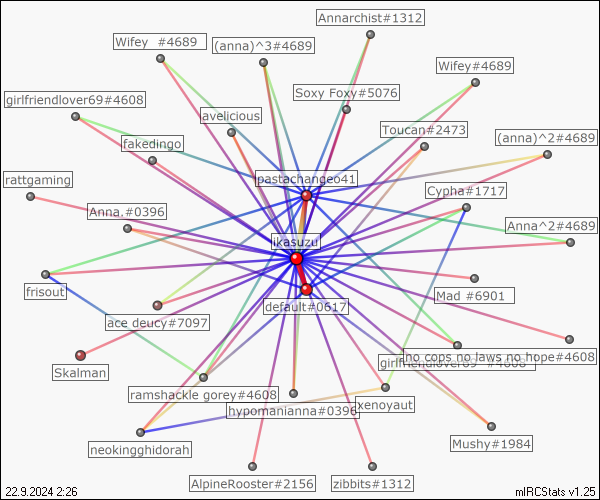 Annarchist#1312
Wifey #4689
(anna)^3#4689
Wifey#4689
Soxy Foxy#5076
girlfriendlover69#4608
avelicious
Toucan#2473
fakedingo
(anna)^2#4689
pastachangeo41
rattgaming
Cypha#1717
Anna.#0396
Anna^2#4689
ikasuzu
frisout
Mad #6901
default#0617
ace deucy#7097
ho cops no laws no hope#4608
girlfriendlover69 #4608
Skalman
ramshackle gorey#4608
xenoyaut
hypomanianna#0396
Mushy#1984
neokingghidorah
AlpineRooster#2156
zibbits#1312
22.9.2024 2:26
mIRCStats v1.25